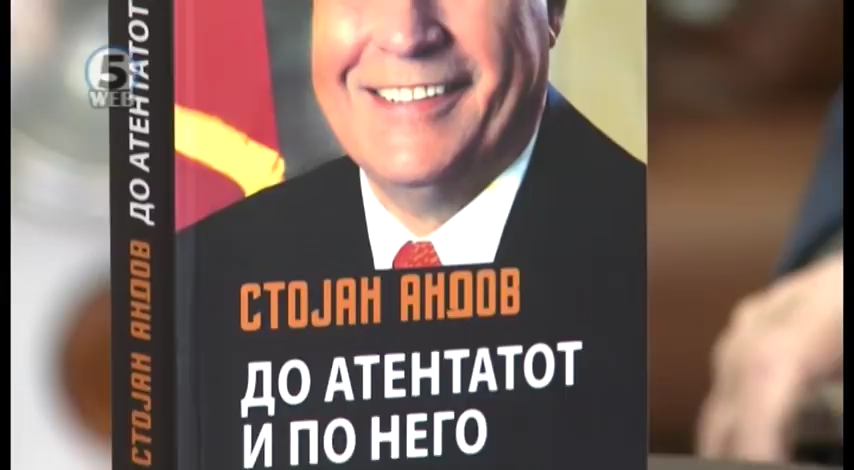 5
WEB
СТОЈАН АНДОВ ДО АТЕНТАТОТ
СТОЈАН АНДОВ
ДО АТЕНТАТОТ
И ПО НЕГО